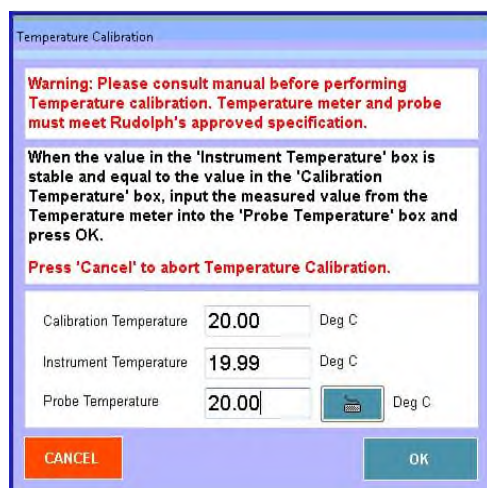 Temperature Calibration
Warning: Please consult manual before performing
Temperature calibration. Temperature meter and probe
must meet Rudolph's approved specification.
When the value in the 'Instrument Temperature' box is
stable and equal to the value in the 'Calibration
Temperature' box, input the measured value from the
Temperature meter into the 'Probe Temperature' box and
press OK.
Press 'Cancel' to abort Temperature Calibration.
Calibration Temperature 20.00 Deg C
Instrument Temperature 19.99 Deg C
Probe Temperature 20.00 Deg C
CANCEL OK